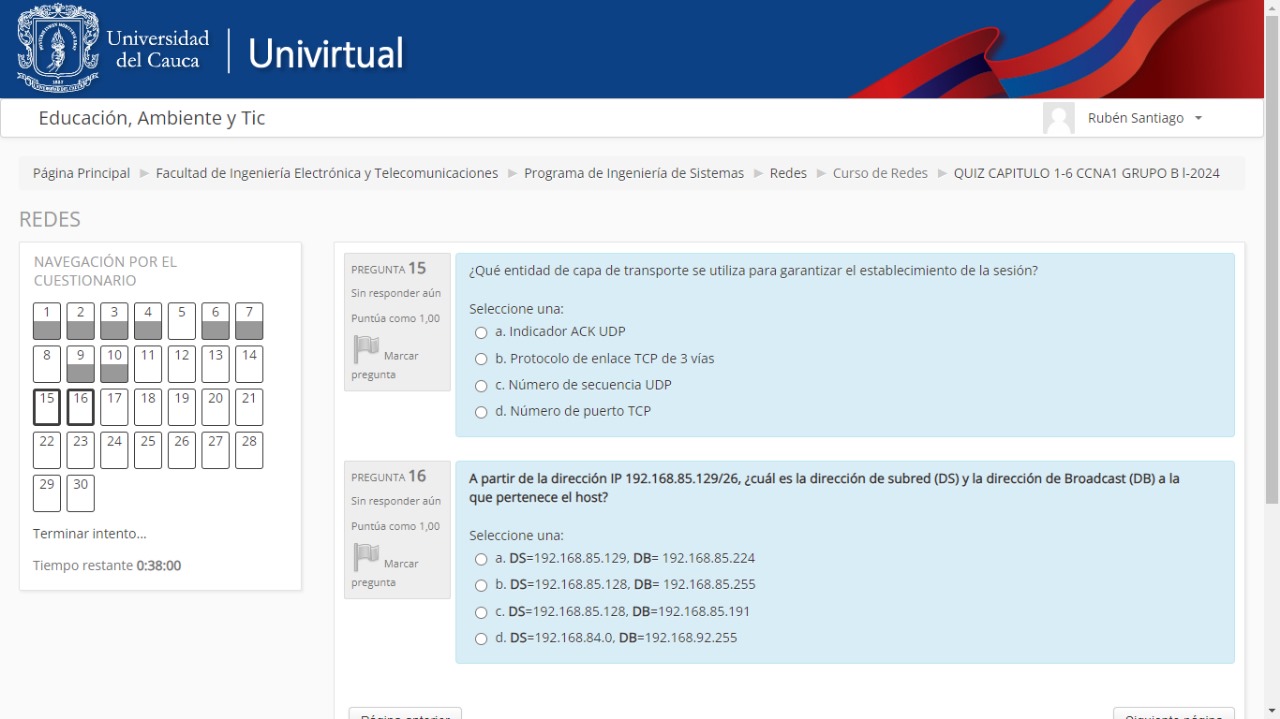 Universidad
del Cauca
Univirtual
Educación, Ambiente y Tic
Rubén Santiago
Página Principal Facultad de Ingeniería Electrónica y Telecomunicaciones Programa de Ingeniería de Sistemas Redes Curso de Redes QUIZ CAPITULO 1-6 CCNA1 GRUPO B I-2024
REDES
NAVEGACIÓN POR EL
CUESTIONARIO
1 2 3 4 5 6 7
8 9 10 11 12 13 14
15 16 17 18 19 20 21
22 23 24 25 26 27 28
29 30
Terminar intento...
Tiempo restante 0:38:00
PREGUNTA 15
Sin responder aún
Puntúa como 1,00
Marcar
pregunta
¿Qué entidad de capa de transporte se utiliza para garantizar el establecimiento de la sesión?
Seleccione una:
a. Indicador ACK UDP
b. Protocolo de enlace TCP de 3 vías
c. Número de secuencia UDP
d. Número de puerto TCP
PREGUNTA 16
Sin responder aún
Puntúa como 1,00
Marcar
pregunta
A partir de la dirección IP 192.168.85.129/26, ¿cuál es la dirección de subred (DS) y la dirección de Broadcast (DB) a la
que pertenece el host?
Seleccione una:
a. DS=192.168.85.129, DB= 192.168.85.224
b. DS=192.168.85.128, DB= 192.168.85.255
c. DS=192.168.85.128, DB=192.168.85.191
d. DS=192.168.84.0, DB=192.168.92.255
Página anterior
Siguiente página